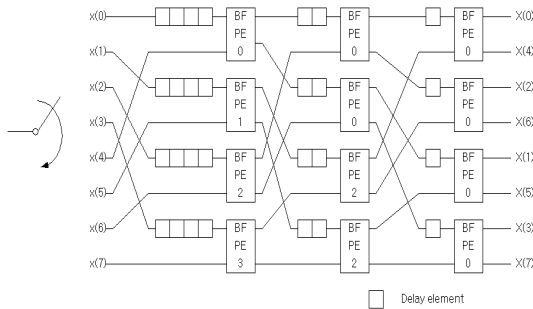 x(0) BF PE 0 BF PE 0 BF PE 0 X(0)
x(1) X(4)
x(2) BF PE 1 BF PE 0 BF PE 0 X(2)
x(3) X(6)
x(4) BF PE 2 BF PE 2 BF PE 0 X(1)
x(5) X(5)
x(6) BF PE 3 BF PE 2 BF PE 0 X(3)
x(7) X(7)
Delay element